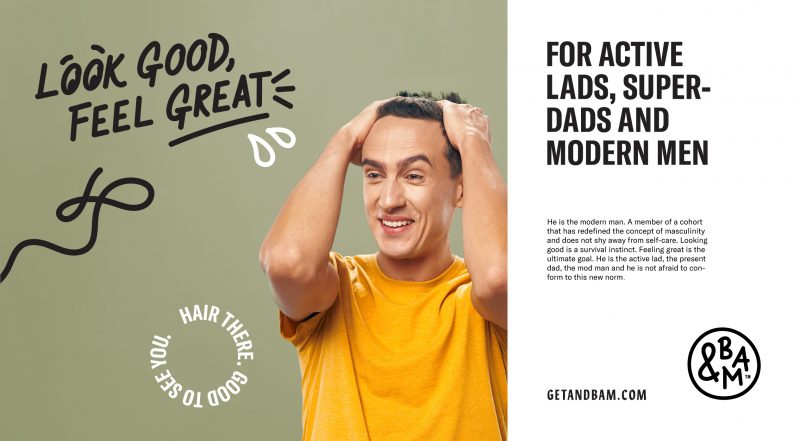 LOOK GOOD,
FEEL GREAT
HAIR THERE. GOOD TO SEE YOU.
FOR ACTIVE
LADS, SUPER-
DADS AND
MODERN MEN
He is the modern man. A member of a cohort
that has redefined the concept of masculinity
and does not shy away from self-care. Looking
good is a survival instinct. Feeling great is the
ultimate goal. He is the active lad, the present
dad, the mod man and he is not afraid to con-
form to this new norm.
GETANDBAM.COM
&BAM™